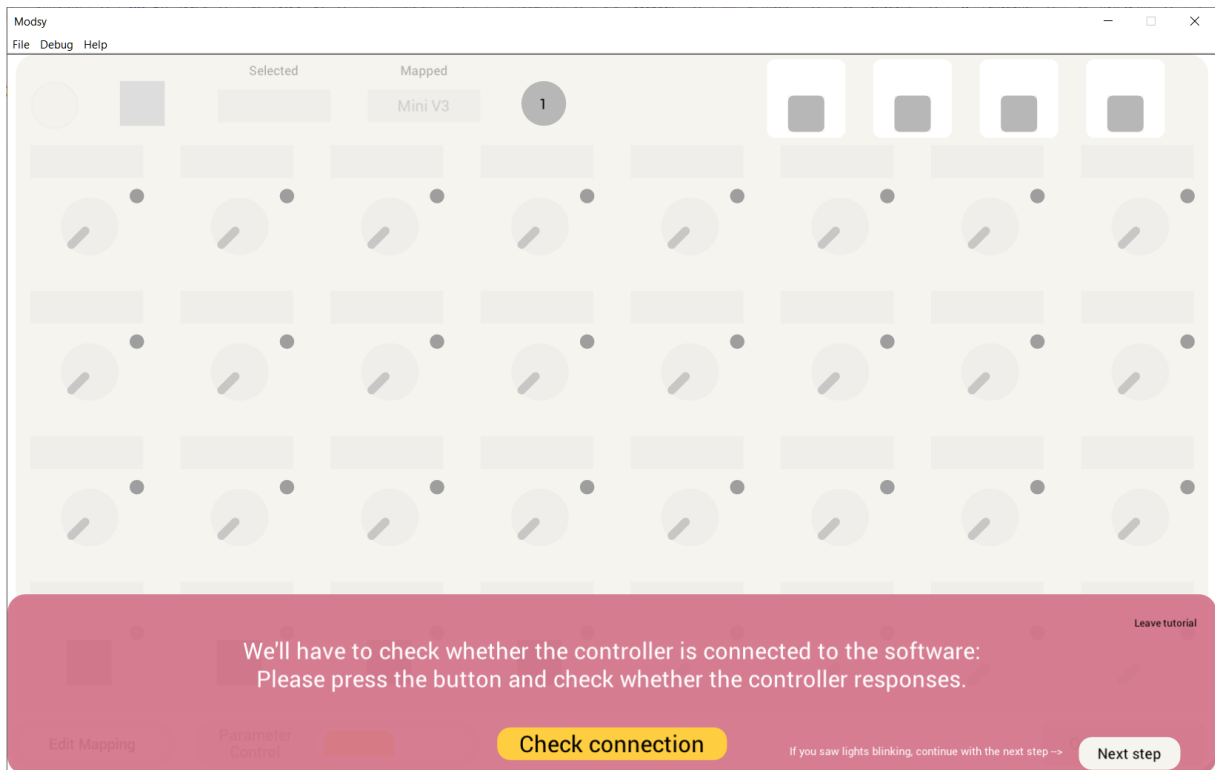 Modsy
File Debug Help
Selected
Mapped
Mini V3
1
Leave tutorial
We'll have to check whether the controller is connected to the software:
Please press the button and check whether the controller responses.
Edit Mapping
Parameter
Control
Check connection
If you saw lights blinking, continue with the next step -->
Next step